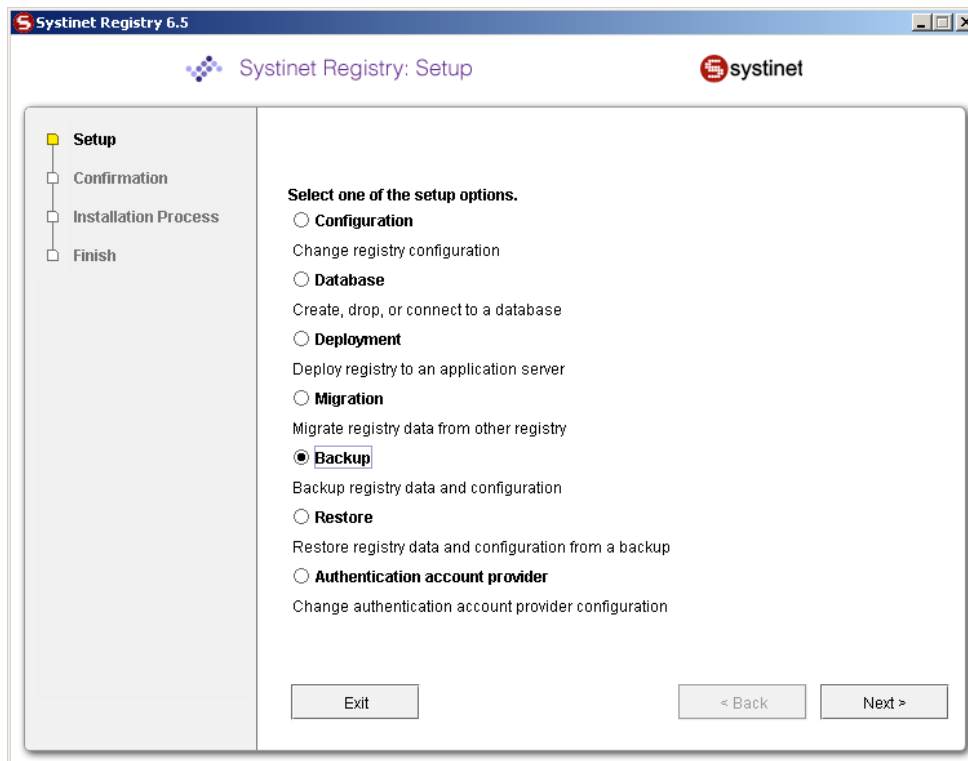 Systinet Registry 6.5
Systinet Registry: Setup
systinet
Setup
Confirmation
Installation Process
Finish
Select one of the setup options.
Configuration
Change registry configuration
Database
Create, drop, or connect to a database
Deployment
Deploy registry to an application server
Migration
Migrate registry data from other registry
Backup
Backup registry data and configuration
Restore
Restore registry data and configuration from a backup
Authentication account provider
Change authentication account provider configuration
Exit
< Back
Next >